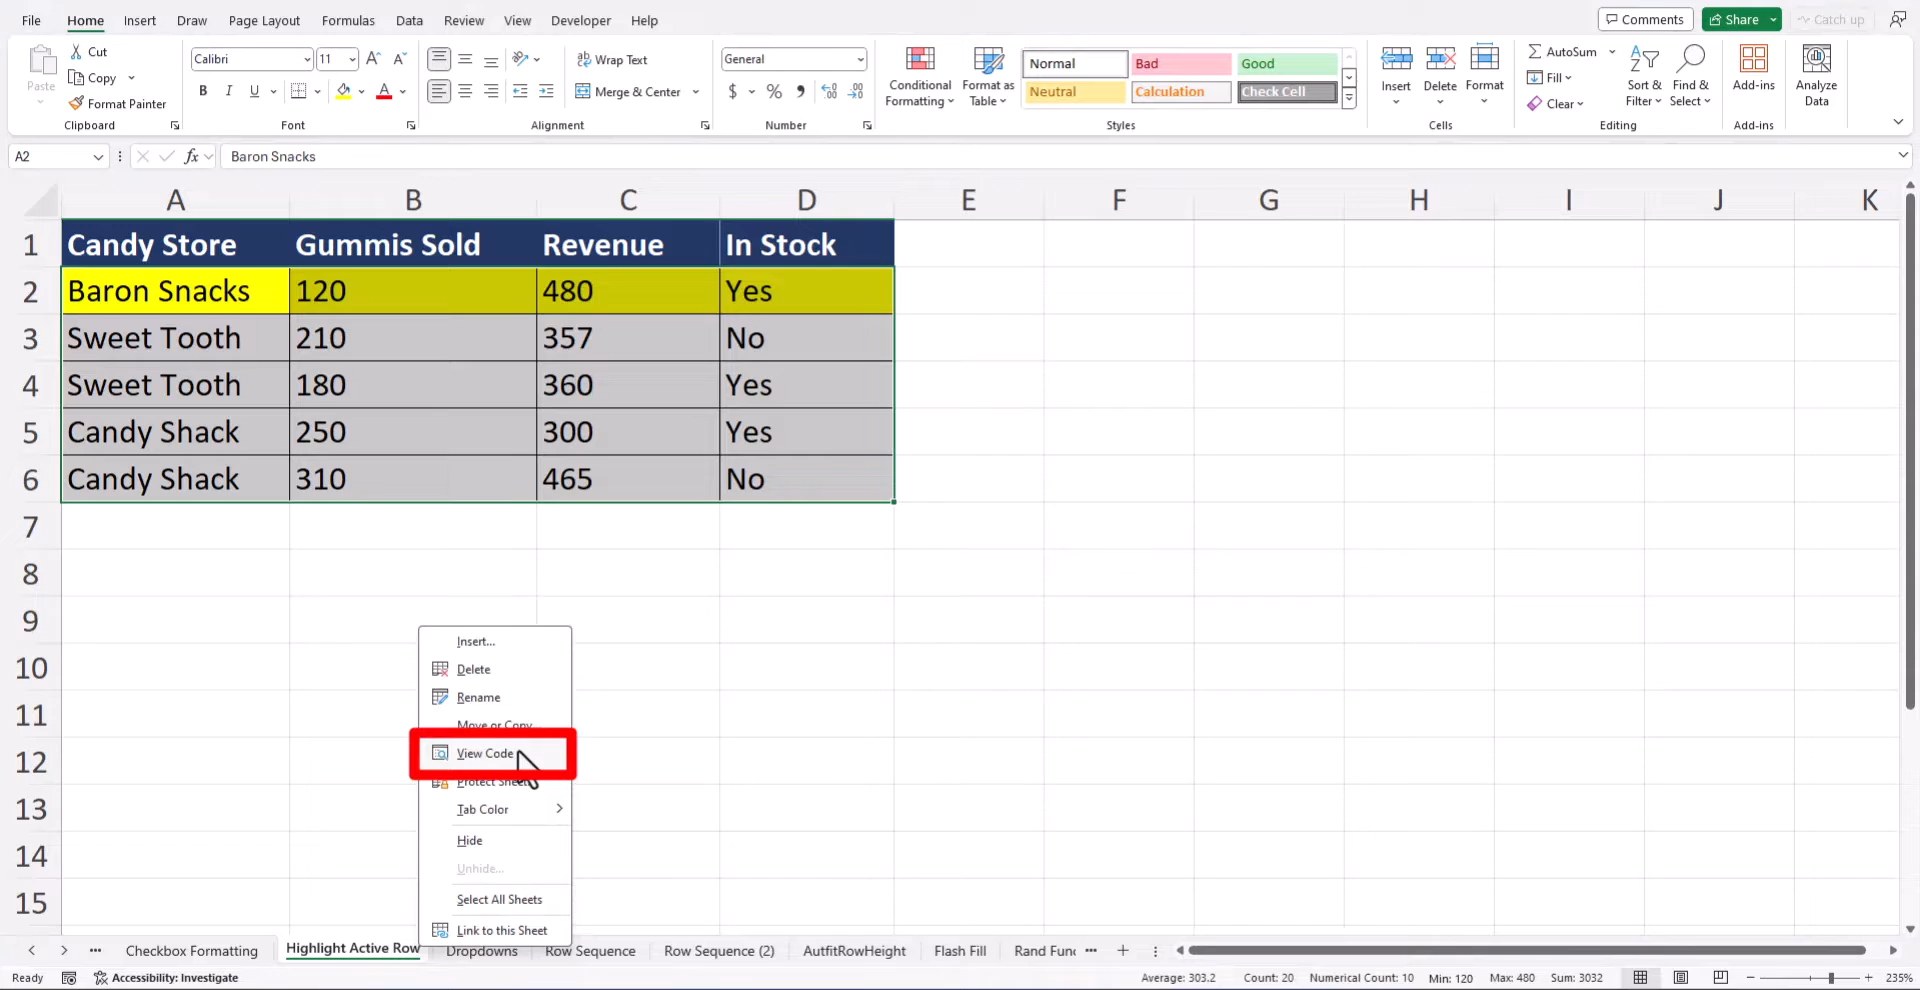 File Home Insert Draw Page Layout Formulas Data Review View Developer Help Comments Share Catch up
Cut
Copy
Format Painter
Paste
Clipboard
Calibri 11
B I U A
Font
Wrap Text
Merge & Center
Alignment
General
$ % ,
Number
Conditional Formatting
Format as Table
Normal Bad Good
Neutral Calculation Check Cell
Styles
Insert Delete Format
Cells
AutoSum
Fill
Clear
Sort & Filter
Find & Select
Editing
Add-ins
Add-ins
Analyze Data
A2 fx Baron Snacks
A B C D E F G H I J K
1 Candy Store Gummis Sold Revenue In Stock
2 Baron Snacks 120 480 Yes
3 Sweet Tooth 210 357 No
4 Sweet Tooth 180 360 Yes
5 Candy Shack 250 300 Yes
6 Candy Shack 310 465 No
7
8
9
10
11
12
13
14
15
Insert...
Delete
Rename
Move or Copy
View Code
Protect Sheet
Tab Color
Hide
Unhide...
Select All Sheets
Link to this Sheet
Checkbox Formatting Highlight Active Row Dropdowns Row Sequence Row Sequence (2) AutfitRowHeight Flash Fill Rand Func
Ready Accessibility: Investigate Average: 303.2 Count: 20 Numerical Count: 10 Min: 120 Max: 480 Sum: 3032 235%